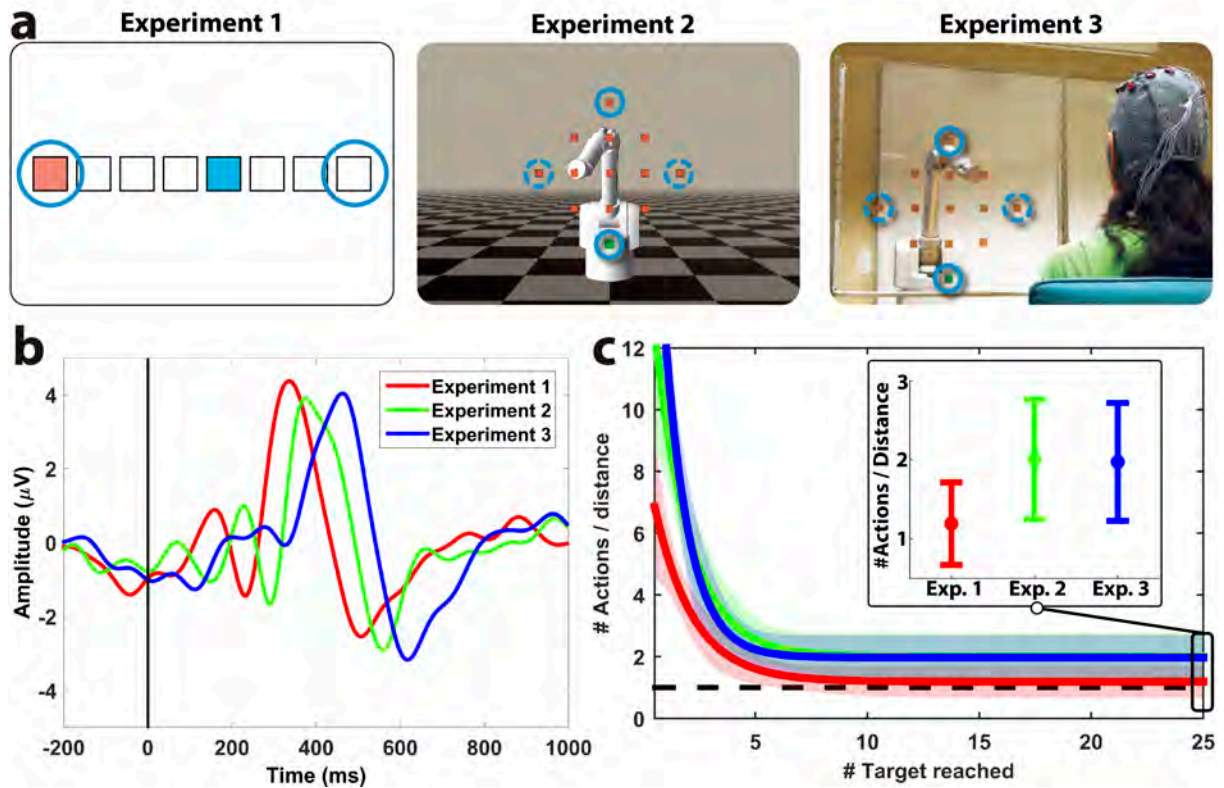 a
Experiment 1
Experiment 2
Experiment 3
b
4
2
0
-2
-4
Amplitude (μV)
-200
0
200
400
600
800
1000
Time (ms)
Experiment 1
Experiment 2
Experiment 3
c
12
10
8
6
4
2
0
# Actions / distance
5
10
15
20
25
# Target reached
3
2
1
#Actions / Distance
Exp. 1
Exp. 2
Exp. 3